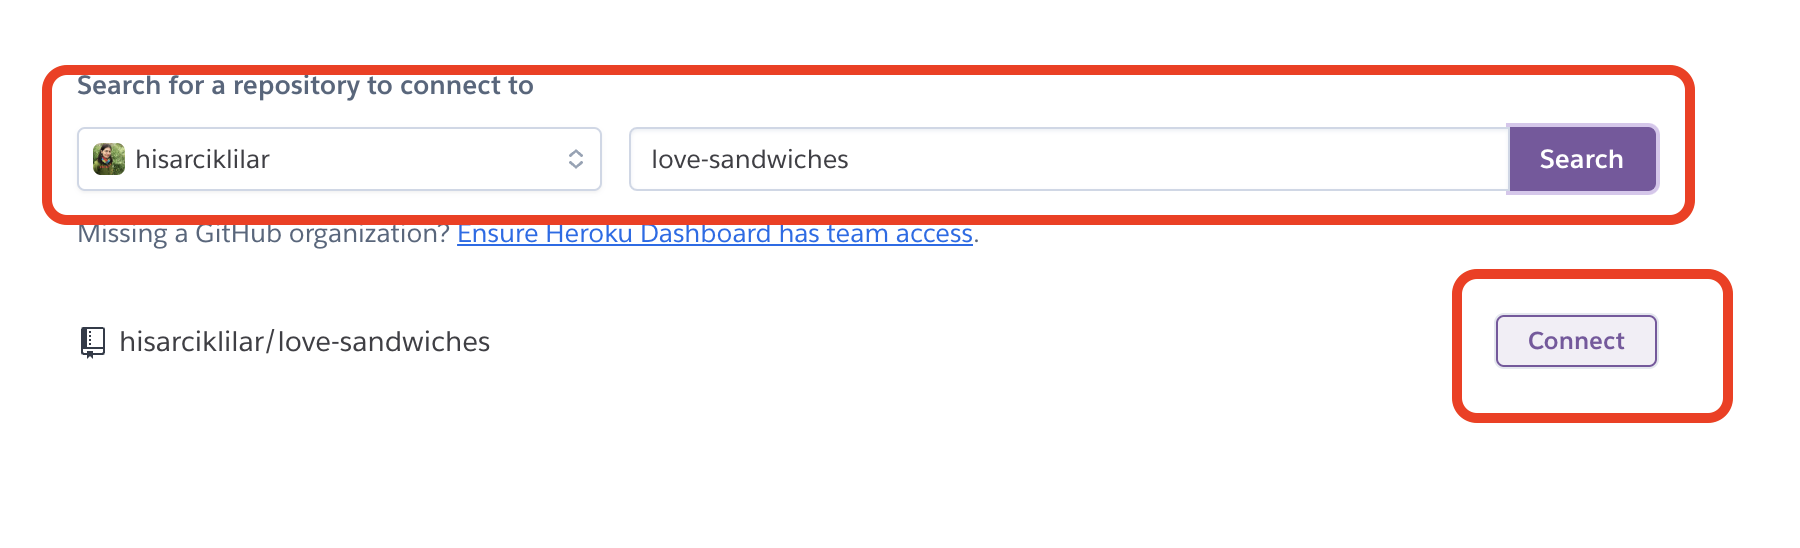 Search for a repository to connect to
hisarciklilar
love-sandwiches
Search
Missing a GitHub organization? Ensure Heroku Dashboard has team access.
hisarciklilar/love-sandwiches
Connect